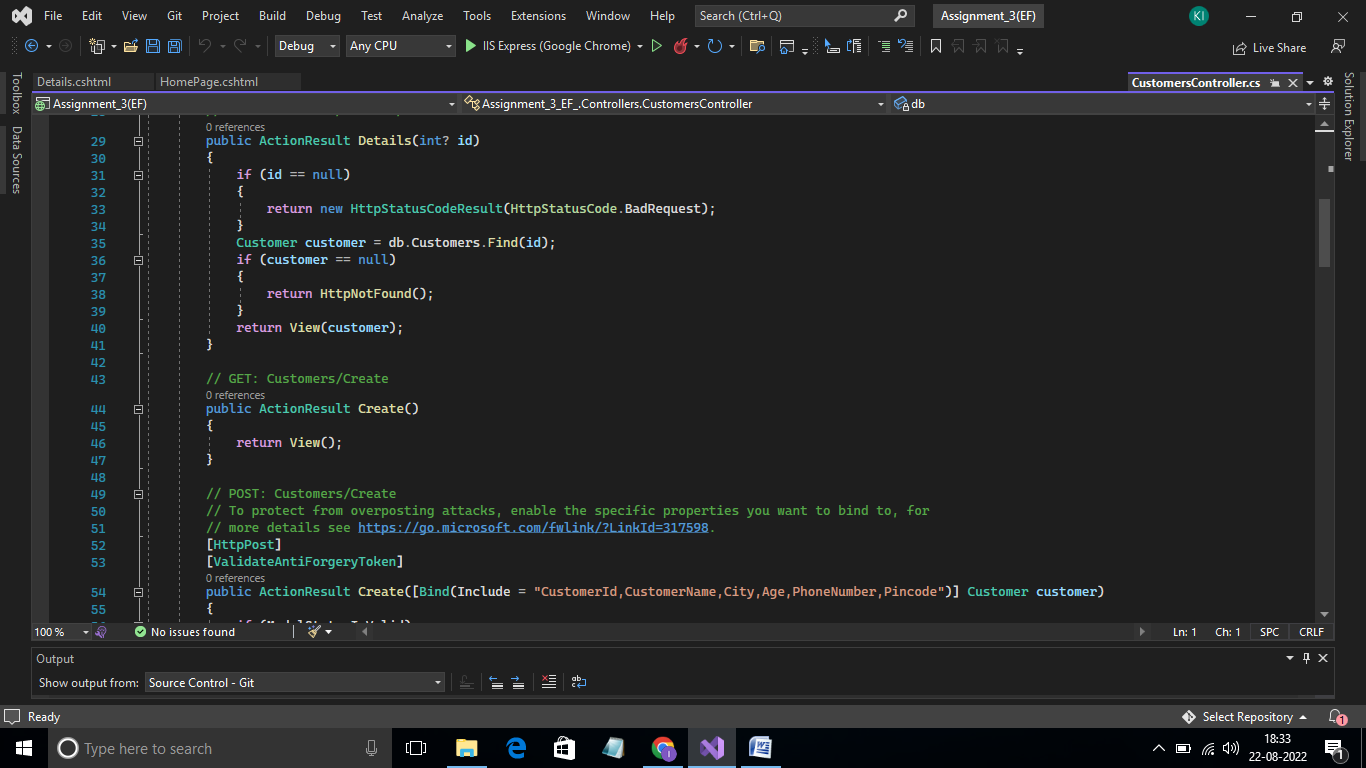 File Edit View Git Project Build Debug Test Analyze Tools Extensions Window Help Search (Ctrl+Q) Assignment_3(EF) KI
Debug Any CPU IIS Express (Google Chrome) Live Share
Details.cshtml HomePage.cshtml CustomersController.cs
Assignment_3(EF) Assignment_3_EF_.Controllers.CustomersController db
Toolbox
Data Sources
Solution Explorer
0 references
29 public ActionResult Details(int? id)
30 {
31 if (id == null)
32 {
33 return new HttpStatusCodeResult(HttpStatusCode.BadRequest);
34 }
35 Customer customer = db.Customers.Find(id);
36 if (customer == null)
37 {
38 return HttpNotFound();
39 }
40 return View(customer);
41 }
42
43 // GET: Customers/Create
0 references
44 public ActionResult Create()
45 {
46 return View();
47 }
48
49 // POST: Customers/Create
50 // To protect from overposting attacks, enable the specific properties you want to bind to, for
51 // more details see https://go.microsoft.com/fwlink/?LinkId=317598.
52 [HttpPost]
53 [ValidateAntiForgeryToken]
0 references
54 public ActionResult Create([Bind(Include = "CustomerId,CustomerName,City,Age,PhoneNumber,Pincode")] Customer customer)
55 {
100 % No issues found Ln: 1 Ch: 1 SPC CRLF
Output
Show output from: Source Control - Git
Ready Select Repository 1
Type here to search 18:33
22-08-2022 1